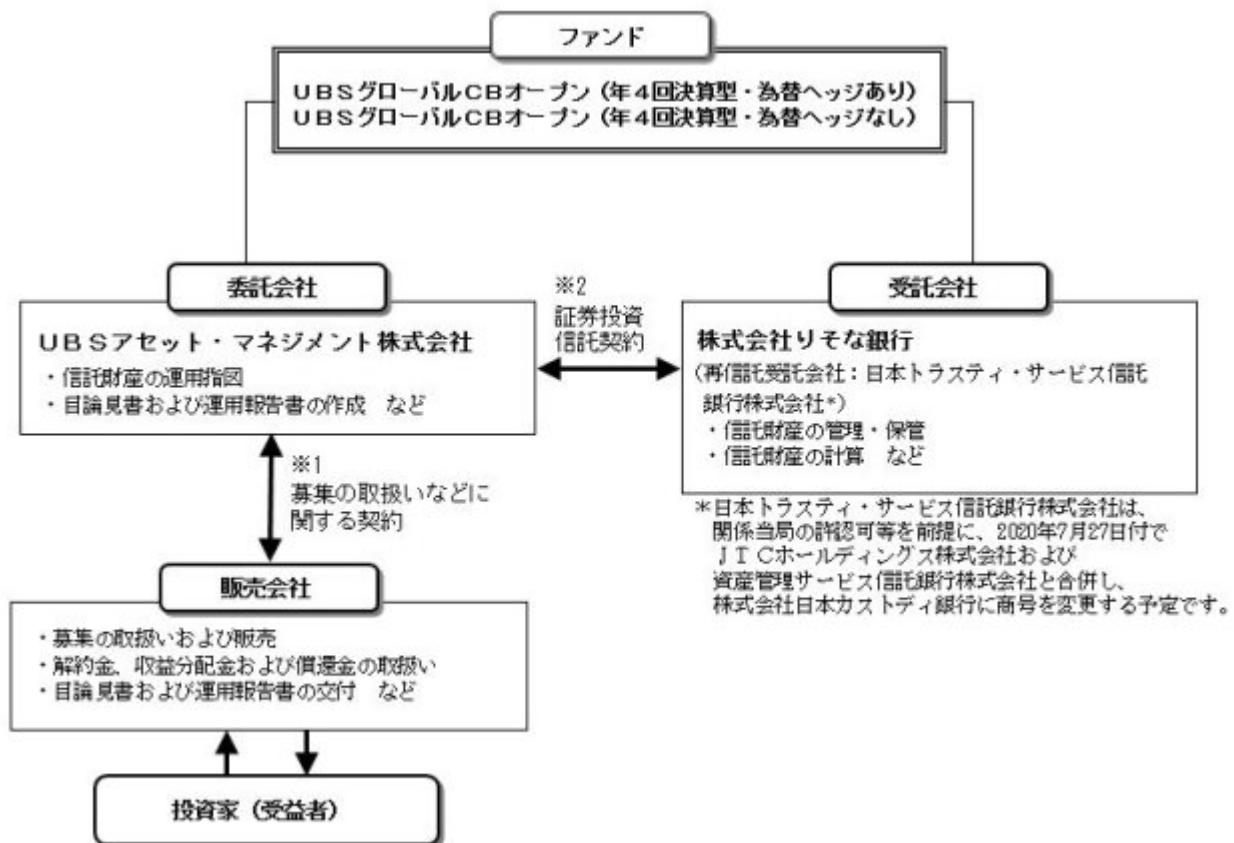 ファンド
UBSグローバルCBオープン(年4回決算型・為替ヘッジあり)
UBSグローバルCBオープン(年4回決算型・為替ヘッジなし)
委託会社
UBSアセット・マネジメント株式会社
・信託財産の運用指図
・目論見書および運用報告書の作成 など
※2
証券投資
信託契約
受託会社
株式会社りそな銀行
(再信託受託会社:日本トラスティ・サービス信託
銀行株式会社*)
・信託財産の管理・保管
・信託財産の計算 など
*日本トラスティ・サービス信託銀行株式会社は、
関係当局の許認可等を前提に、2020年7月27日付で
JTCホールディングス株式会社および
資産管理サービス信託銀行株式会社と合併し、
株式会社日本カストディ銀行に商号を変更する予定です。
※1
募集の取扱いなどに
関する契約
販売会社
・募集の取扱いおよび販売
・解約金、収益分配金および償還金の取扱い
・目論見書および運用報告書の交付 など
投資家(受益者)